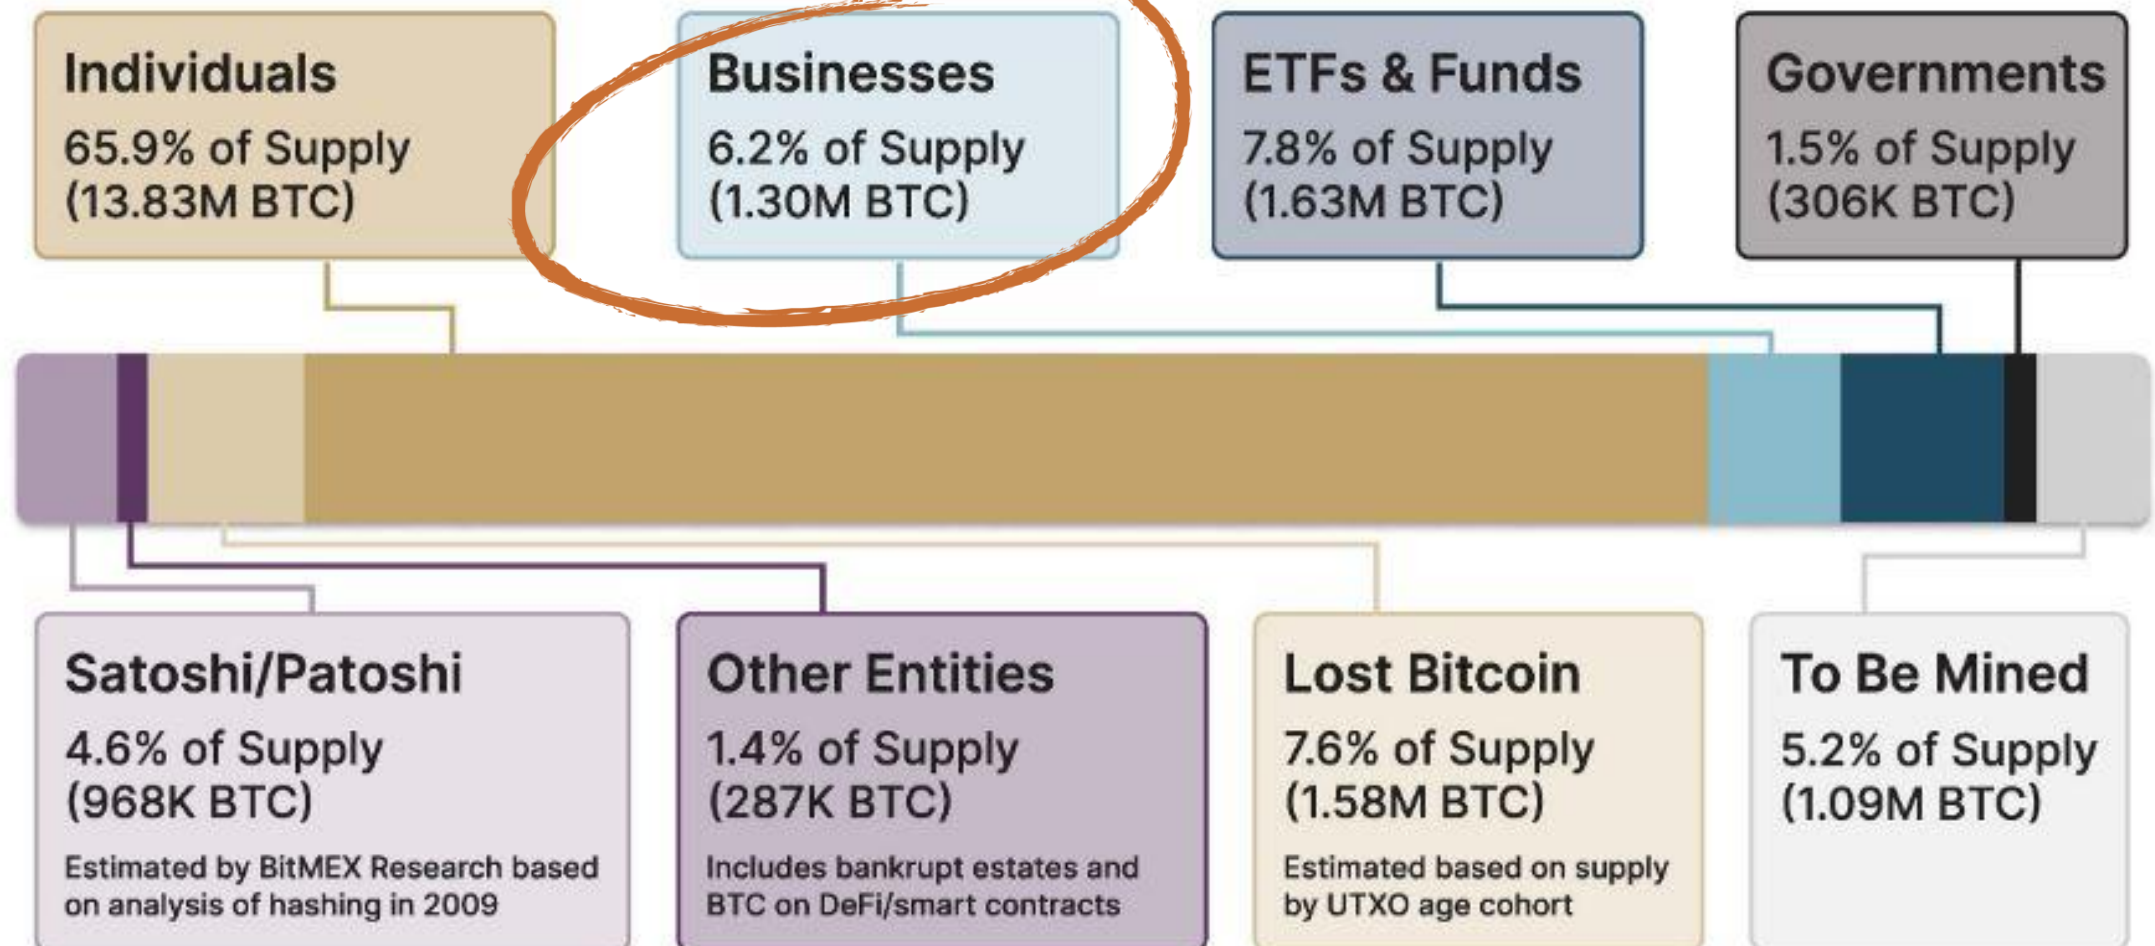 Individuals
65.9% of Supply
(13.83M BTC)
Businesses
6.2% of Supply
(1.30M BTC)
ETFs & Funds
7.8% of Supply
(1.63M BTC)
Governments
1.5% of Supply
(306K BTC)
Satoshi/Patoshi
4.6% of Supply
(968K BTC)
Estimated by BitMEX Research based
on analysis of hashing in 2009
Other Entities
1.4% of Supply
(287K BTC)
Includes bankrupt estates and
BTC on DeFi/smart contracts
Lost Bitcoin
7.6% of Supply
(1.58M BTC)
Estimated based on supply
by UTXO age cohort
To Be Mined
5.2% of Supply
(1.09M BTC)